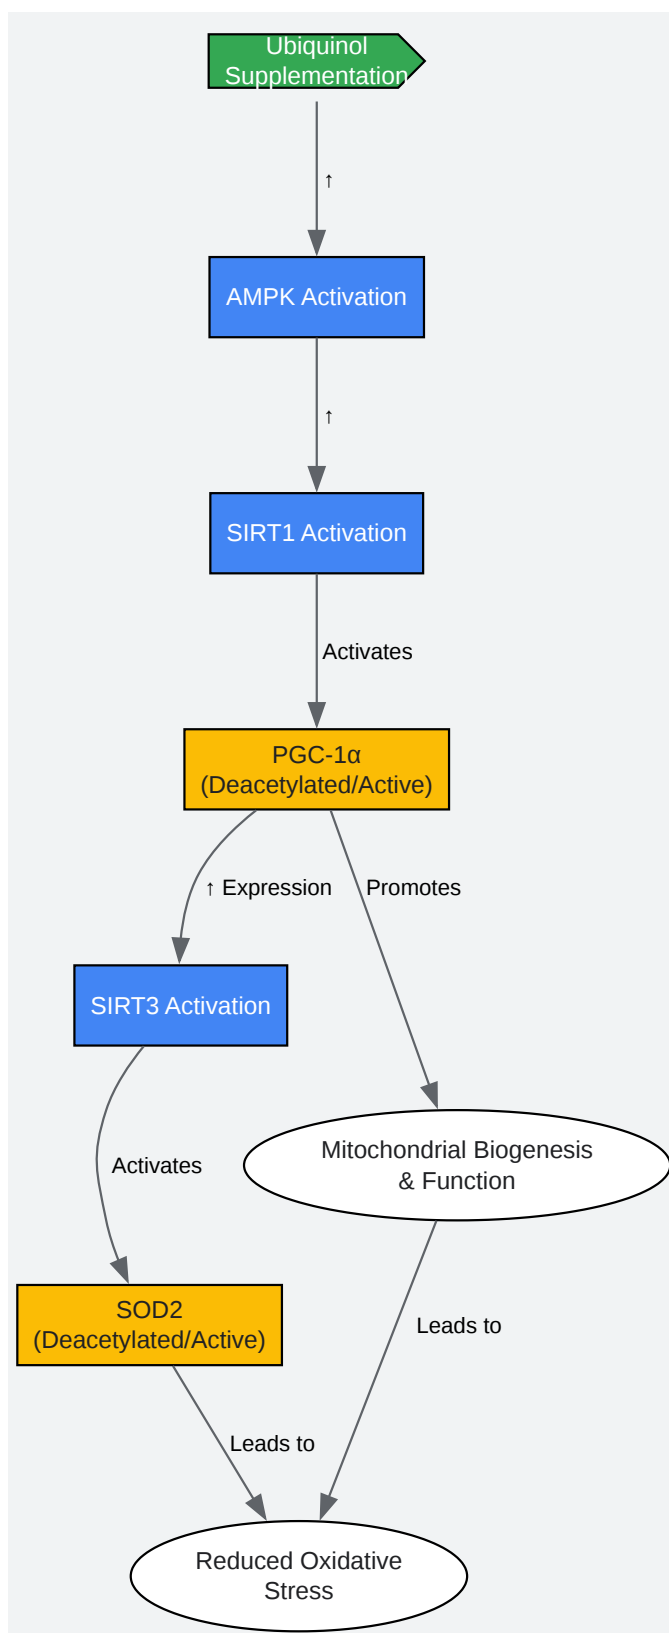 Ubiquinol
Supplementation
↑
AMPK Activation
↑
SIRT1 Activation
Activates
PGC-1α
(Deacetylated/Active)
↑ Expression
Promotes
SIRT3 Activation
Mitochondrial Biogenesis
& Function
Activates
SOD2
(Deacetylated/Active)
Leads to
Leads to
Reduced Oxidative
Stress